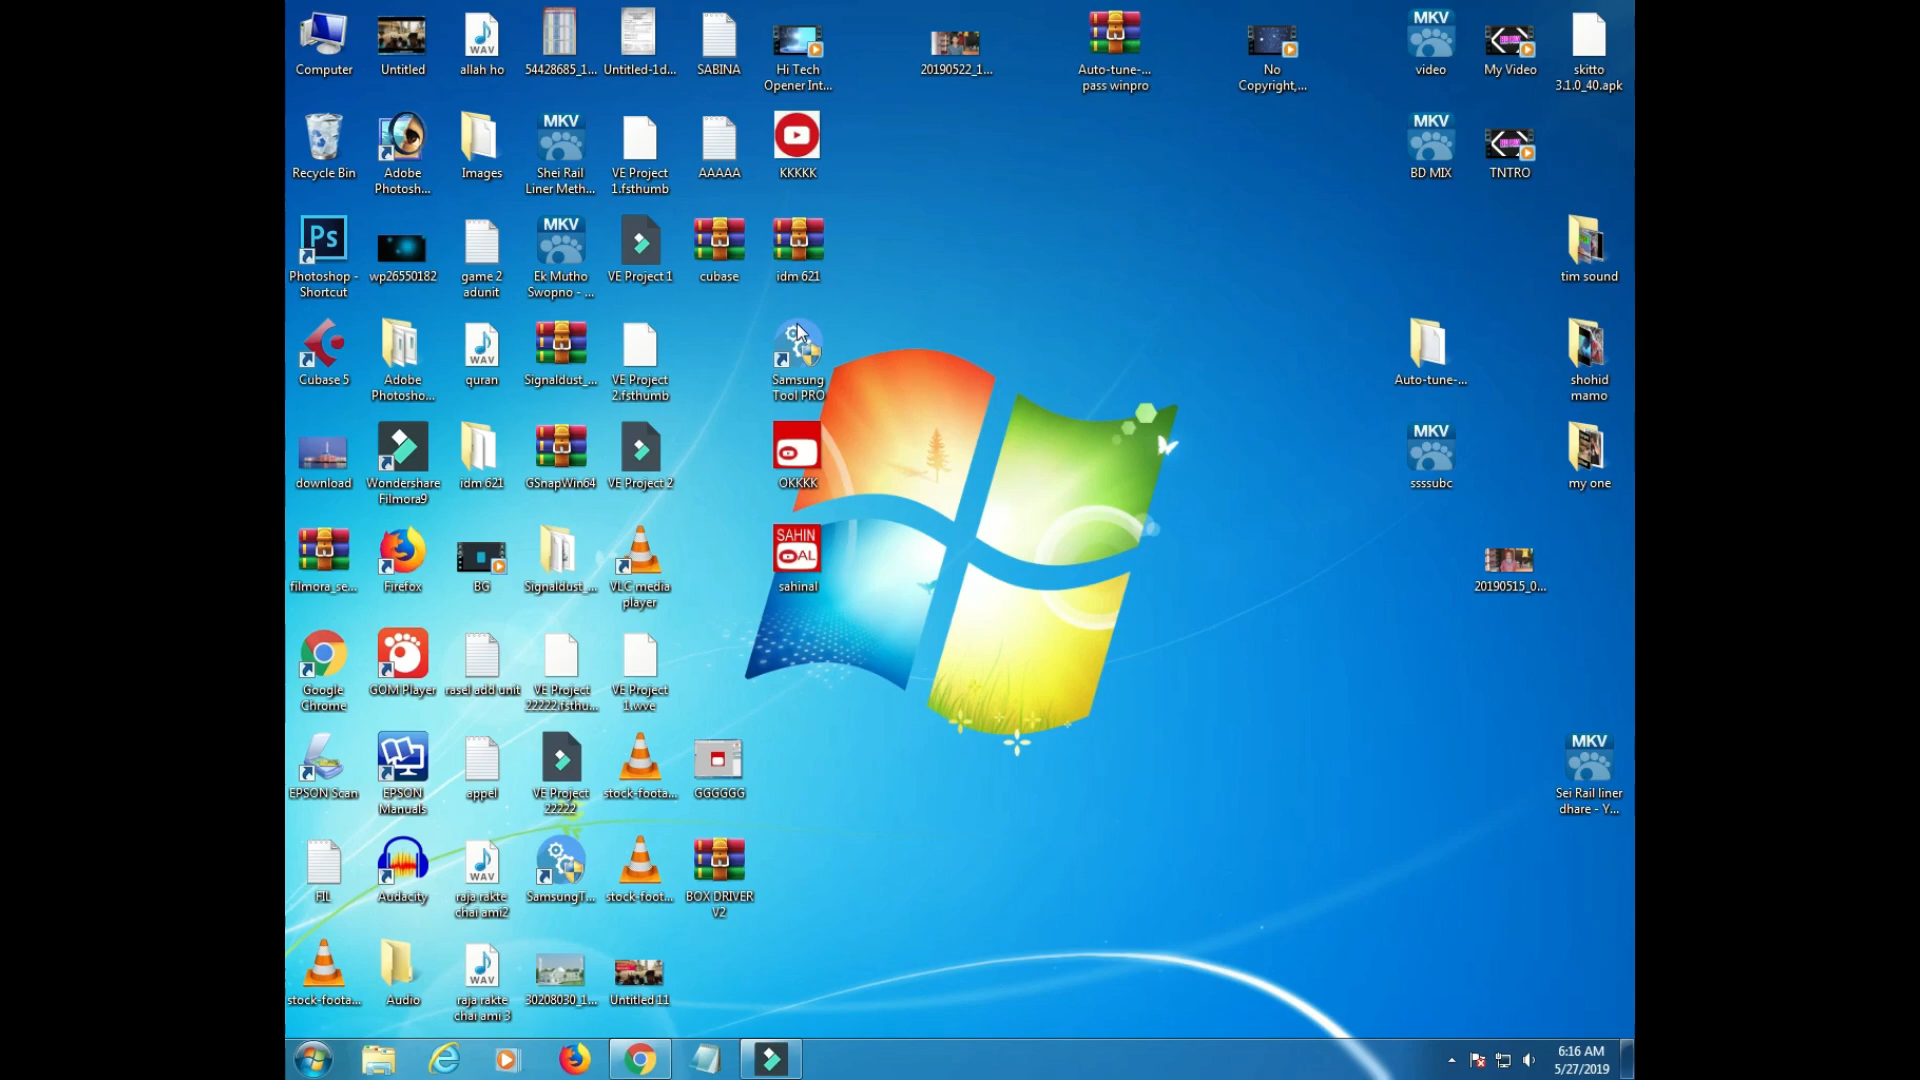 Computer
Untitled
WAV
allah ho
54428685_1...
Untitled-1d...
SABINA
Hi Tech
Opener Int...
20190522_1...
Auto-tune-...
pass winpro
No
Copyright,...
MKV
video
My Video
skitto
3.1.0_40.apk
Recycle Bin
Adobe
Photosh...
Images
MKV
Shei Rail
Liner Meth...
VE Project
1.fsthumb
AAAAA
KKKKK
MKV
BD MIX
TNTRO
Ps
Photoshop -
Shortcut
wp26550182
game 2
adunit
MKV
Ek Mutho
Swopno - ...
VE Project 1
cubase
idm 621
tim sound
Cubase 5
Adobe
Photosho...
WAV
quran
Signaldust_...
VE Project
2.fsthumb
Samsung
Tool PRO
Auto-tune-...
shohid
mamo
download
Wondershare
Filmora9
idm 621
GSnapWin64
VE Project 2
OKKKK
MKV
ssssubc
my one
filmora_se...
Firefox
BG
Signaldust_...
VLC media
player
SAHIN
AL
sahinal
20190515_0...
Google
Chrome
GOM Player
rasel add unit
VE Project
22222.fsthu...
VE Project
1.wve
EPSON Scan
EPSON
Manuals
appel
VE Project
22222
stock-foota...
GGGGGG
MKV
Sei Rail liner
dhare - Y...
FIL
Audacity
raja rakte
chai ami2
SamsungT...
stock-foot...
BOX DRIVER
V2
stock-foota...
Audio
WAV
raja rakte
chai ami 3
30208030_1...
Untitled 11
6:16 AM
5/27/2019